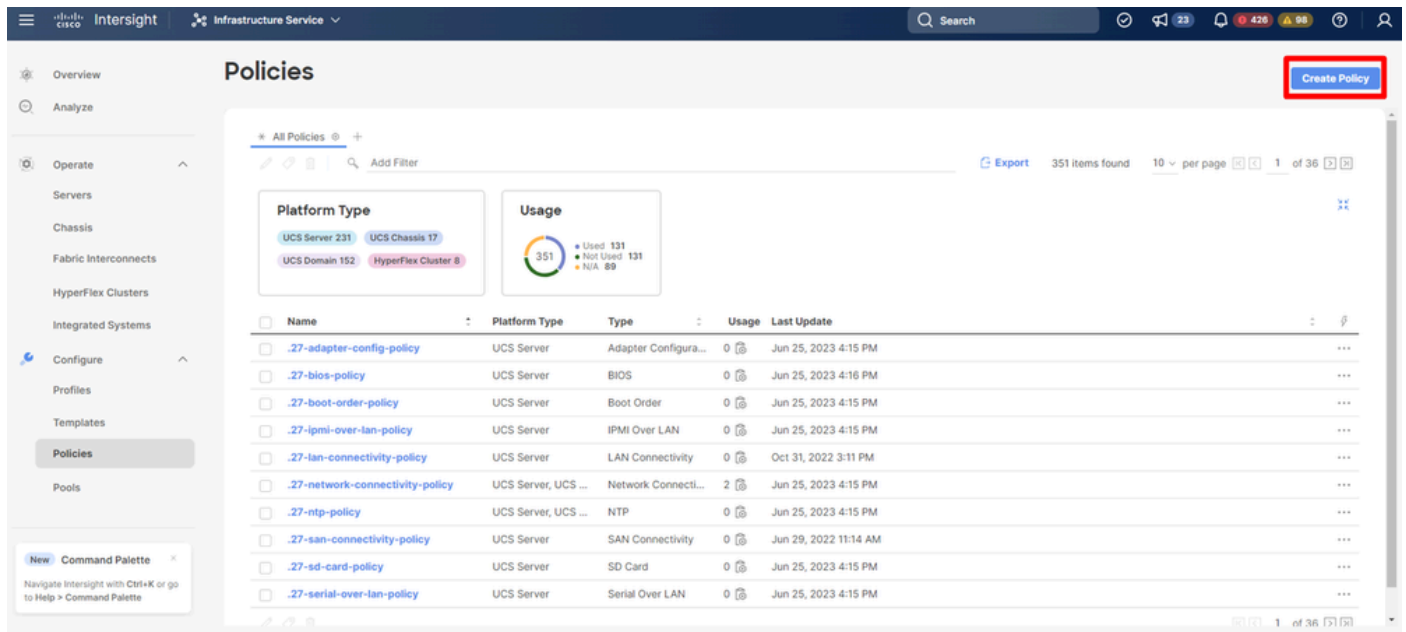 cisco Intersight Infrastructure Service Search 23 426 98
Overview
Analyze
Operate
Servers
Chassis
Fabric Interconnects
HyperFlex Clusters
Integrated Systems
Configure
Profiles
Templates
Policies
Pools
New Command Palette ×
Navigate Intersight with Ctrl+K or go
to Help > Command Palette
Policies
Create Policy
All Policies
Add Filter Export 351 items found 10 per page 1 of 36
Platform Type
UCS Server 231 UCS Chassis 17
UCS Domain 152 HyperFlex Cluster 8
Usage
351
Used 131
Not Used 131
N/A 89
Name Platform Type Type Usage Last Update
.27-adapter-config-policy UCS Server Adapter Configura... 0 Jun 25, 2023 4:15 PM
.27-bios-policy UCS Server BIOS 0 Jun 25, 2023 4:16 PM
.27-boot-order-policy UCS Server Boot Order 0 Jun 25, 2023 4:15 PM
.27-ipmi-over-lan-policy UCS Server IPMI Over LAN 0 Jun 25, 2023 4:15 PM
.27-lan-connectivity-policy UCS Server LAN Connectivity 0 Oct 31, 2022 3:11 PM
.27-network-connectivity-policy UCS Server, UCS ... Network Connecti... 2 Jun 25, 2023 4:15 PM
.27-ntp-policy UCS Server, UCS ... NTP 0 Jun 25, 2023 4:15 PM
.27-san-connectivity-policy UCS Server SAN Connectivity 0 Jun 29, 2022 11:14 AM
.27-sd-card-policy UCS Server SD Card 0 Jun 25, 2023 4:15 PM
.27-serial-over-lan-policy UCS Server Serial Over LAN 0 Jun 25, 2023 4:15 PM
1 of 36